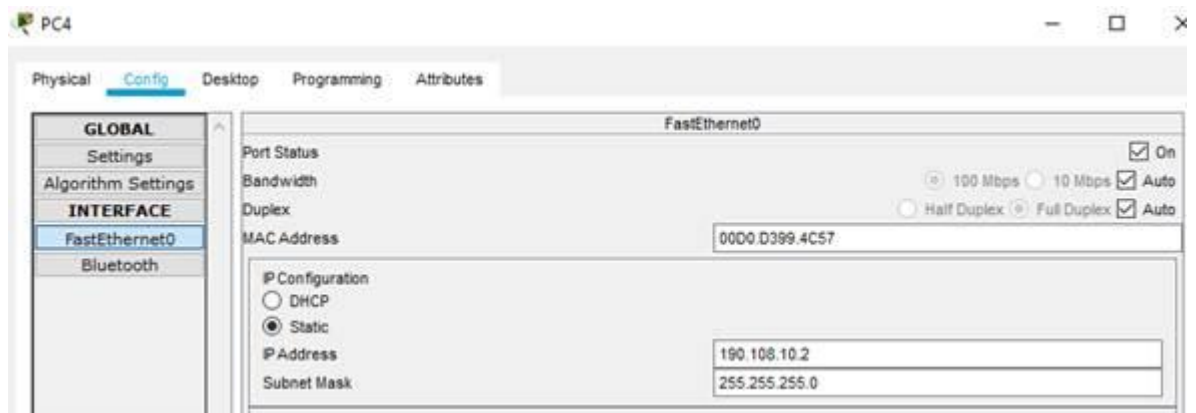 PC4
Physical Config Desktop Programming Attributes
GLOBAL
Settings
Algorithm Settings
INTERFACE
FastEthernet0
Bluetooth
FastEthernet0
Port Status On
Bandwidth 100 Mbps 10 Mbps Auto
Duplex Half Duplex Full Duplex Auto
MAC Address 00D0.D399.4C57
IP Configuration
DHCP
Static
IP Address 190.108.10.2
Subnet Mask 255.255.255.0